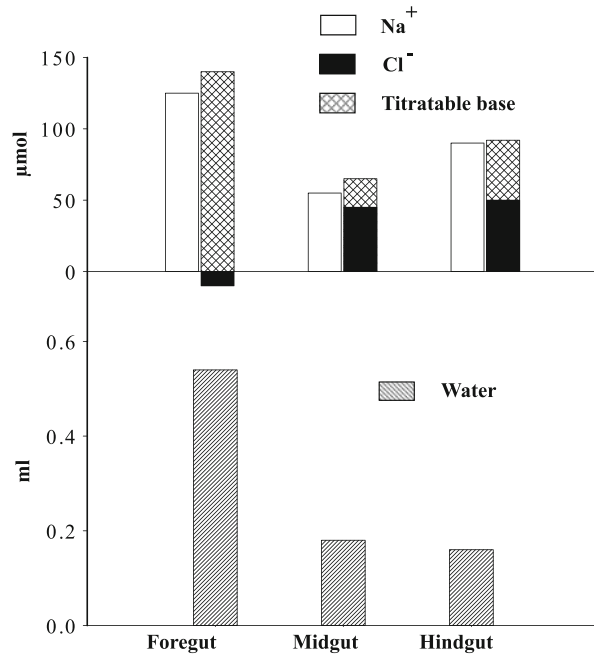 Na+
Cl-
Titratable base
150
100
50
0
µmol
0.6
0.4
0.2
0.0
ml
Water
Foregut Midgut Hindgut